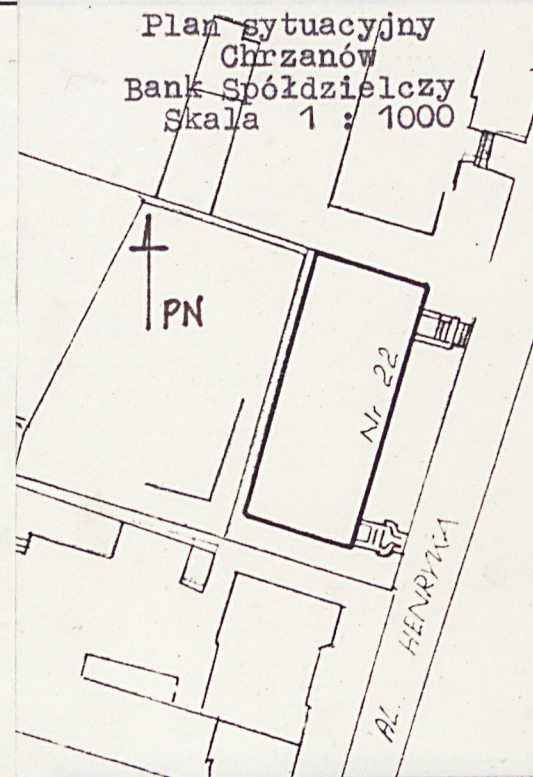 Plan sytuacyjny
Chrzanów
Bank Spółdzielczy
Skala 1 : 1000
PN
Nr 22
AL. HENRYKA